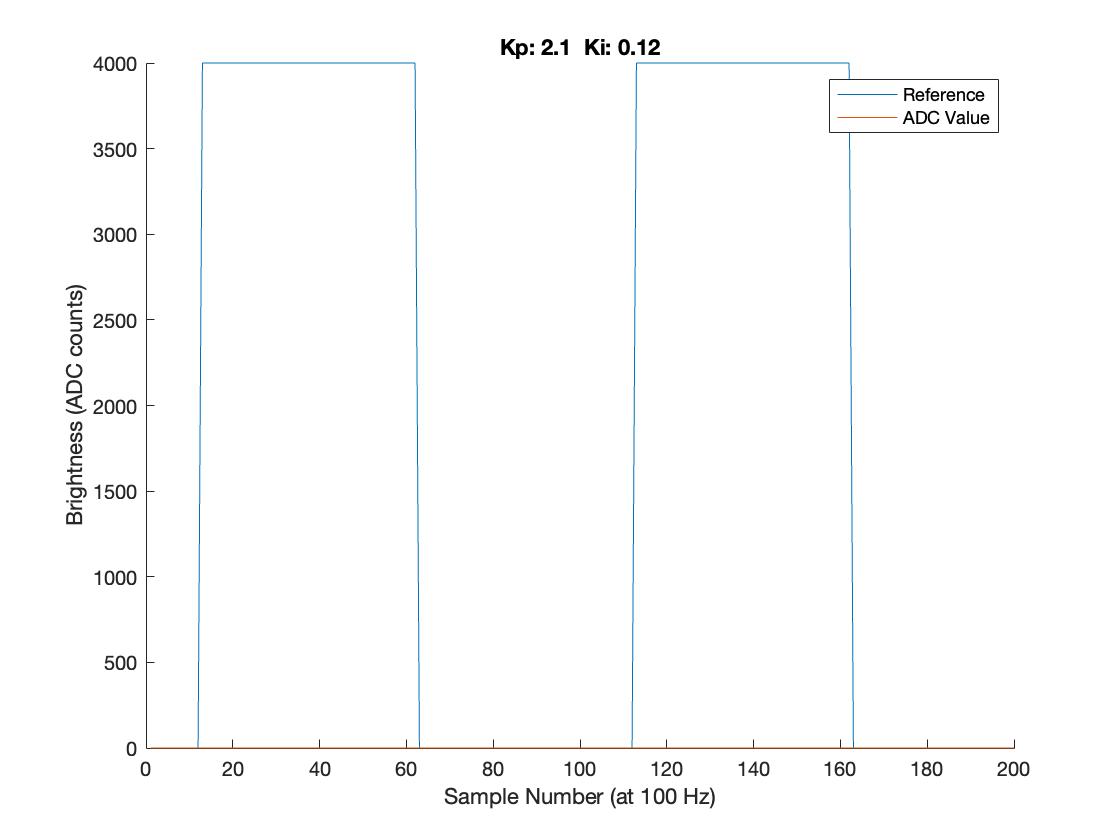 Kp: 2.1  Ki: 0.12
Reference
ADC Value
4000
3500
3000
2500
2000
1500
1000
500
0
Brightness (ADC counts)
0 20 40 60 80 100 120 140 160 180 200
Sample Number (at 100 Hz)